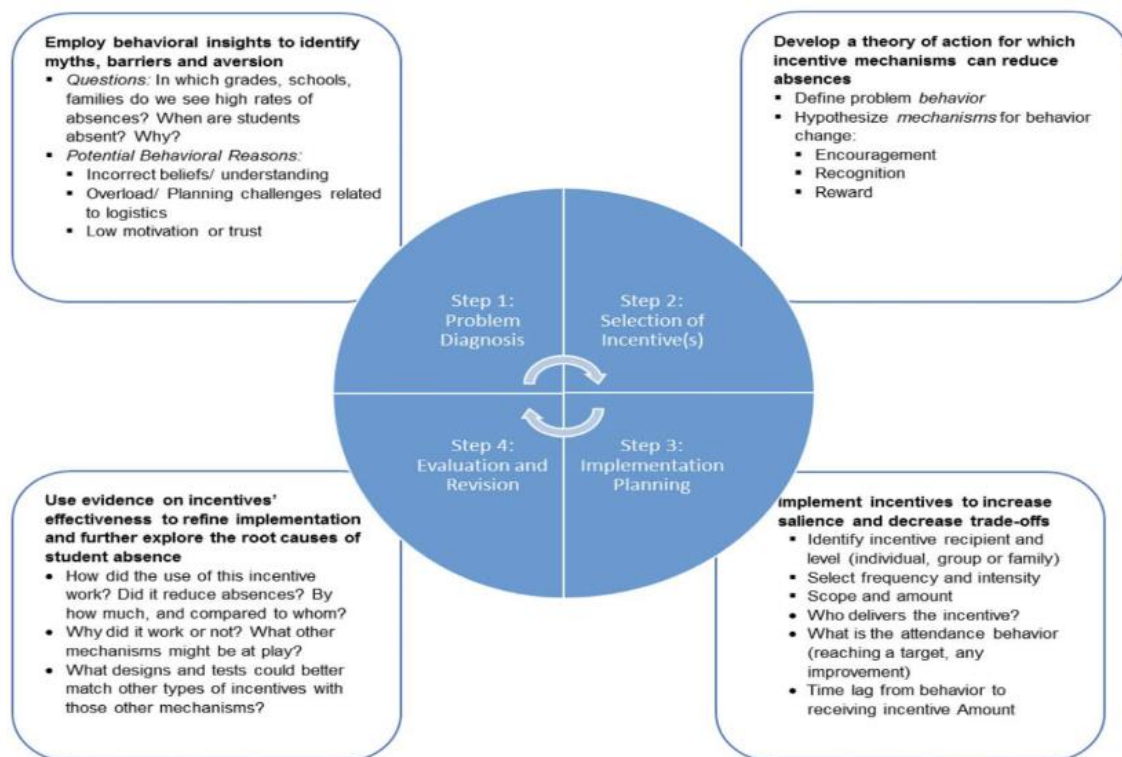 Employ behavioral insights to identify
myths, barriers and aversion
▪ Questions: In which grades, schools,
families do we see high rates of
absences? When are students
absent? Why?
▪ Potential Behavioral Reasons:
▪ Incorrect beliefs/ understanding
▪ Overload/ Planning challenges related
to logistics
▪ Low motivation or trust
Develop a theory of action for which
incentive mechanisms can reduce
absences
▪ Define problem behavior
▪ Hypothesize mechanisms for behavior
change:
▪ Encouragement
▪ Recognition
▪ Reward
Step 1:
Problem
Diagnosis
Step 2:
Selection of
Incentive(s)
Step 4:
Evaluation and
Revision
Step 3:
Implementation
Planning
Use evidence on incentives’
effectiveness to refine implementation
and further explore the root causes of
student absence
• How did the use of this incentive
work? Did it reduce absences? By
how much, and compared to whom?
• Why did it work or not? What other
mechanisms might be at play?
• What designs and tests could better
match other types of incentives with
those other mechanisms?
Implement incentives to increase
salience and decrease trade-offs
▪ Identify incentive recipient and
level (individual, group or family)
▪ Select frequency and intensity
▪ Scope and amount
• Who delivers the incentive?
• What is the attendance behavior
(reaching a target, any
improvement)
• Time lag from behavior to
receiving incentive Amount